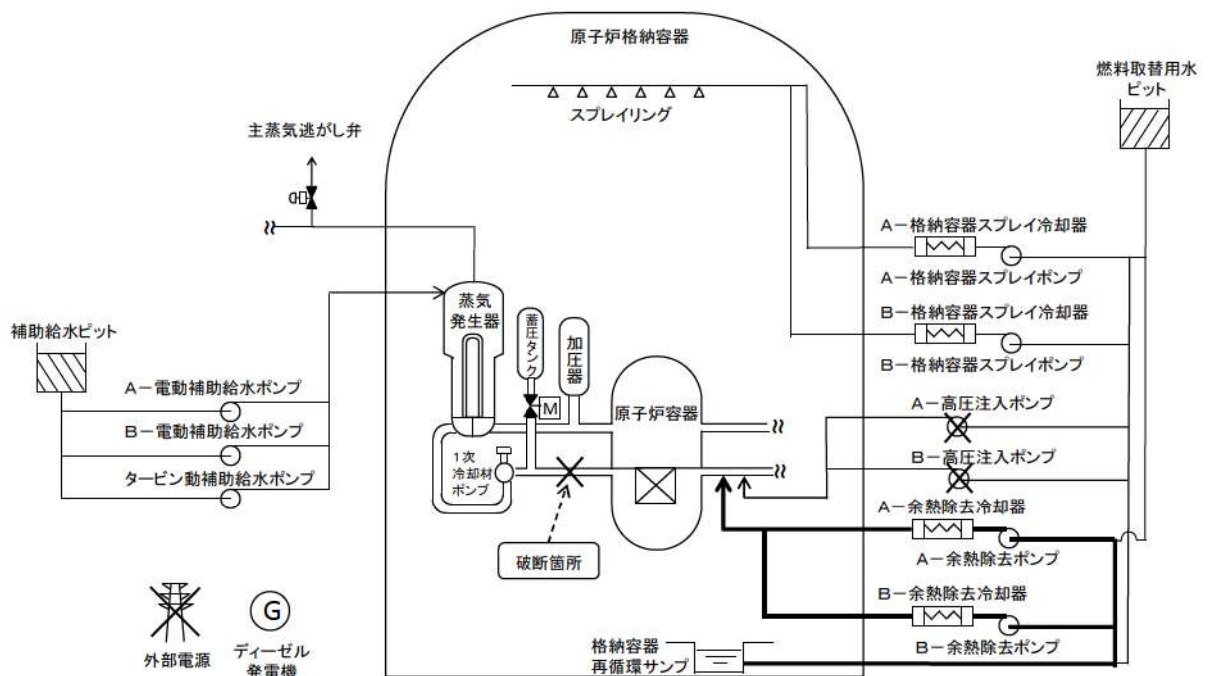 原子炉格納容器
燃料取替用水
ピット
スプレイリング
主蒸気逃がし弁
A－格納容器スプレイ冷却器
A－格納容器スプレイポンプ
蒸気
発生器
蓄圧タンク
加圧器
補助給水ピット
B－格納容器スプレイ冷却器
B－格納容器スプレイポンプ
A－電動補助給水ポンプ
M
原子炉容器
A－高圧注入ポンプ
B－電動補助給水ポンプ
1次
冷却材
ポンプ
B－高圧注入ポンプ
タービン動補助給水ポンプ
A－余熱除去冷却器
破断箇所
A－余熱除去ポンプ
B－余熱除去冷却器
G
外部電源
ディーゼル
発電機
格納容器
再循環サンプ
B－余熱除去ポンプ